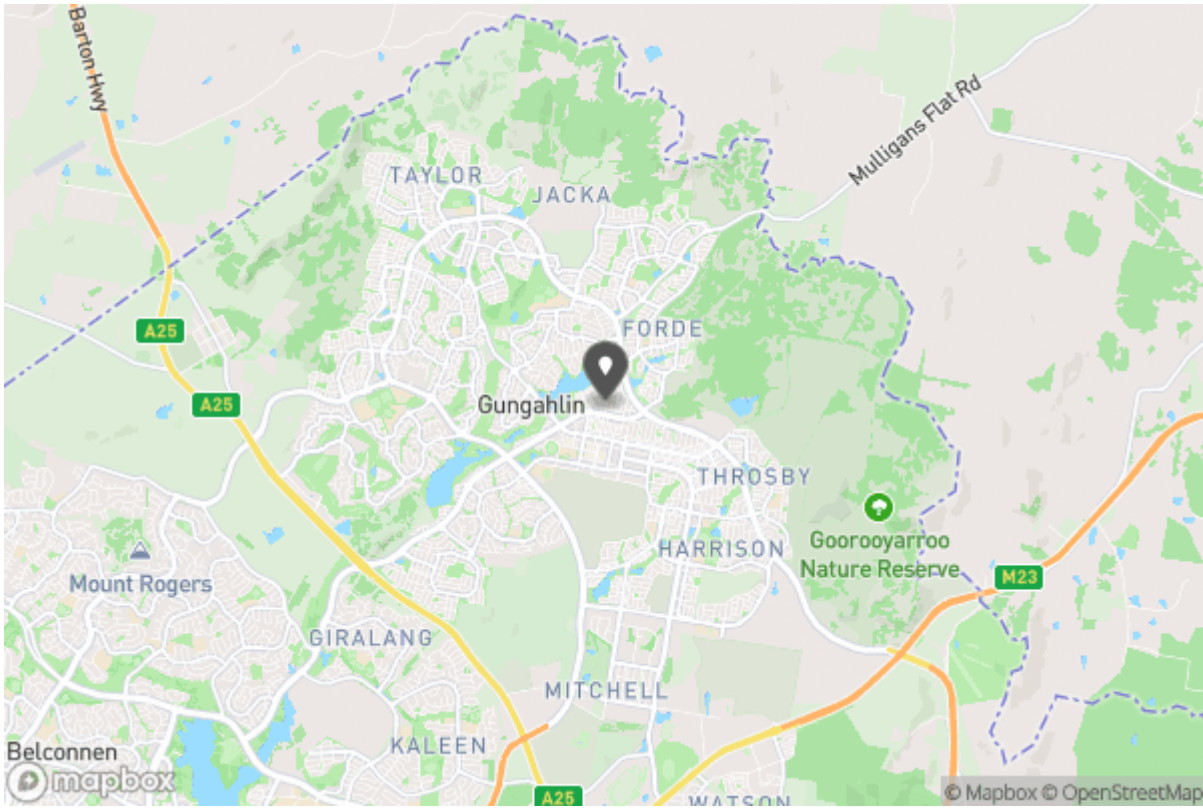 Barton Hwy
Mulligans Flat Rd
TAYLOR
JACKA
A25
FORDE
A25
Gungahlin
THROSBY
HARRISON
Goorooyarroo
Nature Reserve
M23
Mount Rogers
GIRALANG
MITCHELL
KALEEN
Belconnen
mapbox
A25
WATSON
© Mapbox © OpenStreetMap